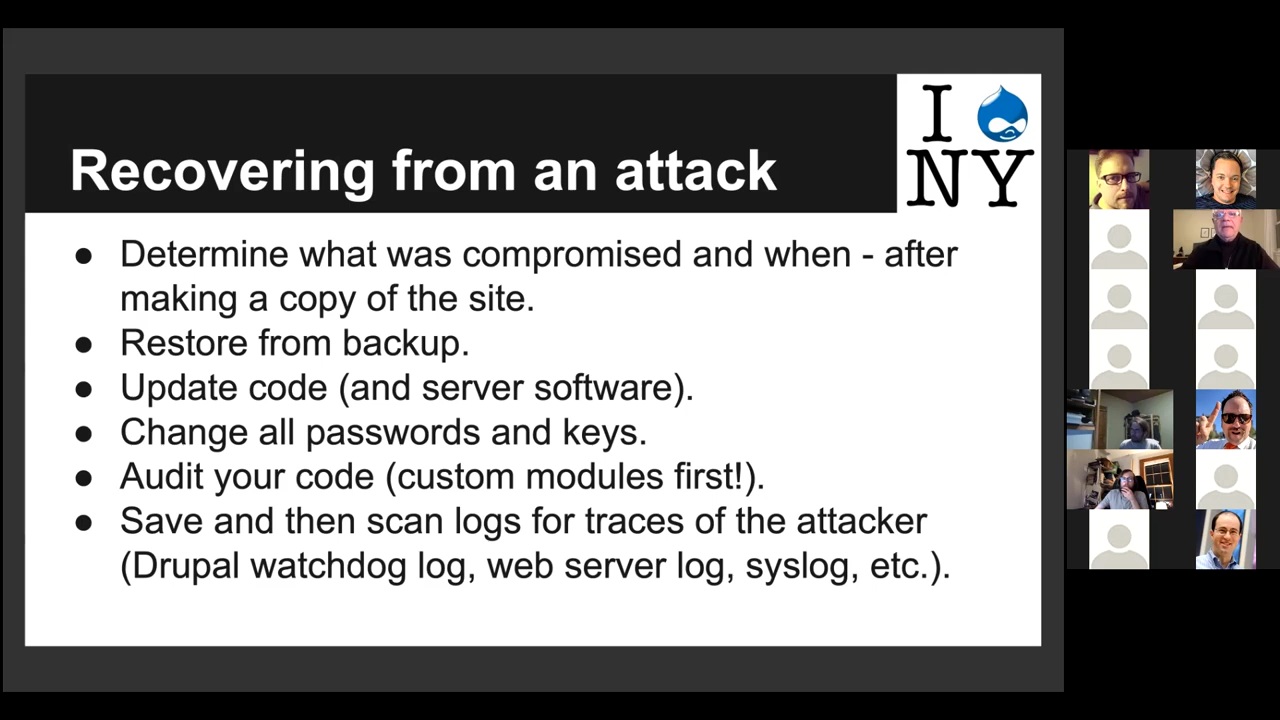 I
NY
Recovering from an attack
● Determine what was compromised and when - after
making a copy of the site.
● Restore from backup.
● Update code (and server software).
● Change all passwords and keys.
● Audit your code (custom modules first!).
● Save and then scan logs for traces of the attacker
(Drupal watchdog log, web server log, syslog, etc.).